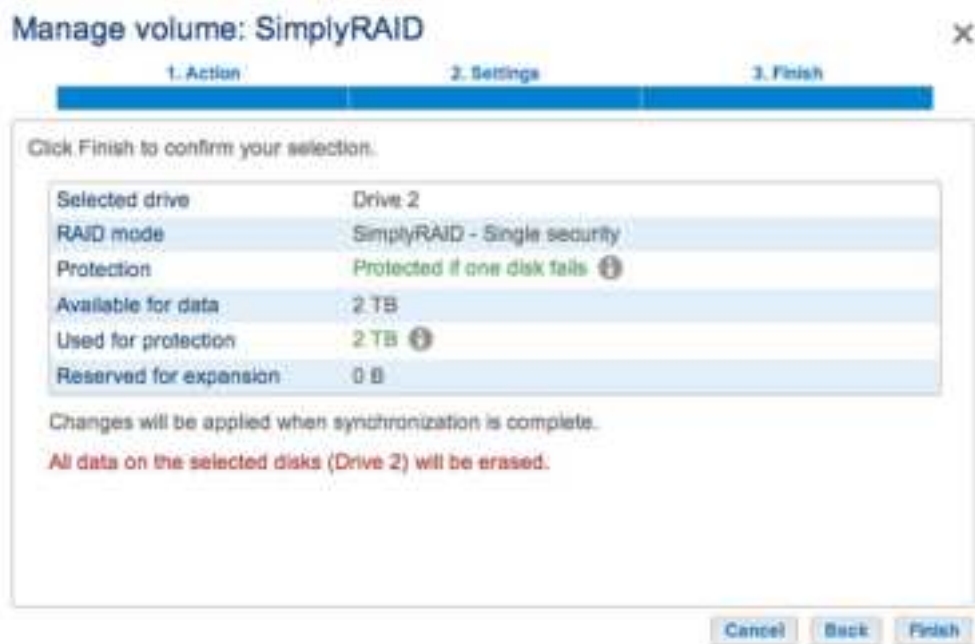 Manage volume: SimplyRAID
1. Action 2. Settings 3. Finish
Click Finish to confirm your selection.
Selected drive Drive 2
RAID mode SimplyRAID - Single security
Protection Protected if one disk fails
Available for data 2 TB
Used for protection 2 TB
Reserved for expansion 0 B
Changes will be applied when synchronization is complete.
All data on the selected disks (Drive 2) will be erased.
Cancel Back Finish